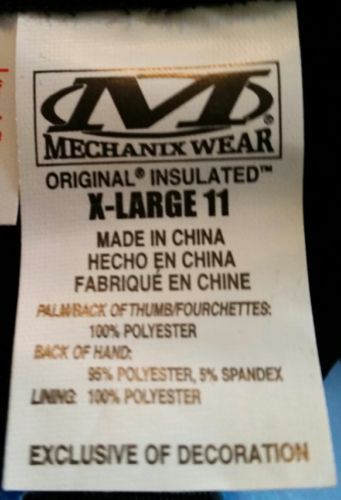 M®
MECHANIX WEAR
ORIGINAL® INSULATED™
X-LARGE 11
MADE IN CHINA
HECHO EN CHINA
FABRIQUÉ EN CHINE
PALM/BACK OF THUMB/FOURCHETTES:
100% POLYESTER
BACK OF HAND:
95% POLYESTER, 5% SPANDEX
LINING: 100% POLYESTER
EXCLUSIVE OF DECORATION